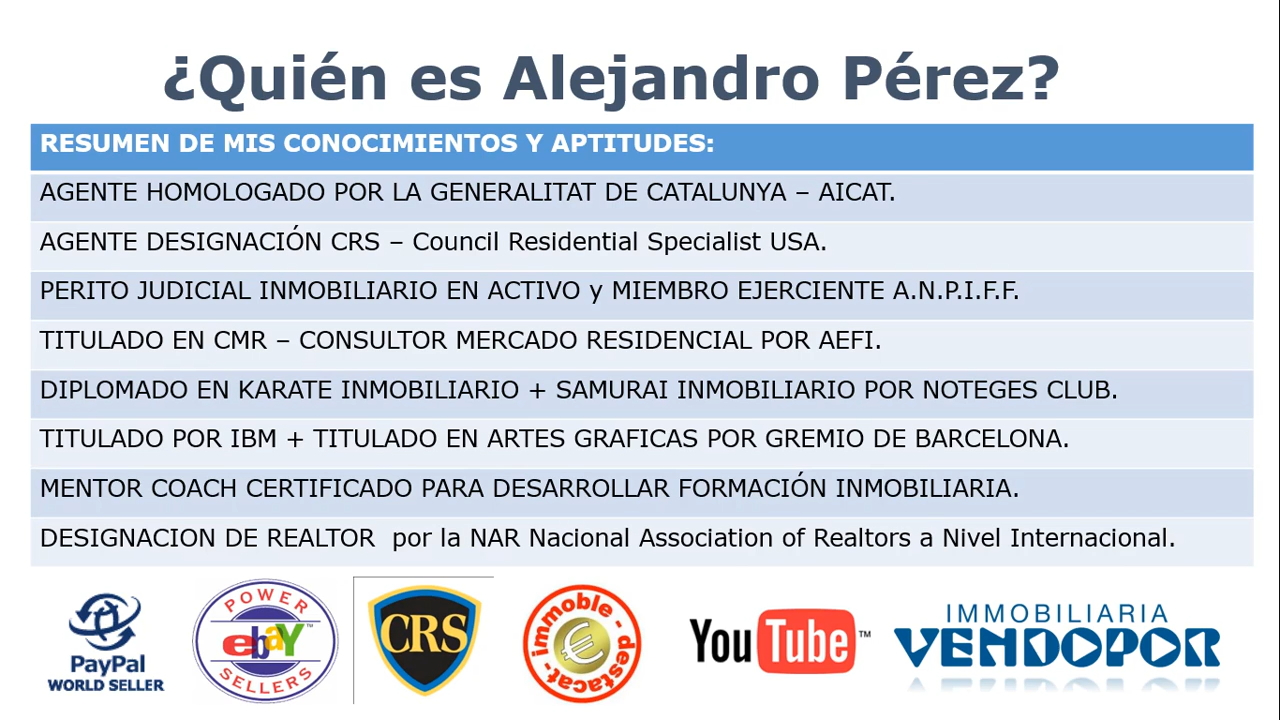 ¿Quién es Alejandro Pérez?
RESUMEN DE MIS CONOCIMIENTOS Y APTITUDES:
AGENTE HOMOLOGADO POR LA GENERALITAT DE CATALUNYA – AICAT.
AGENTE DESIGNACIÓN CRS – Council Residential Specialist USA.
PERITO JUDICIAL INMOBILIARIO EN ACTIVO y MIEMBRO EJERCIENTE A.N.P.I.F.F.
TITULADO EN CMR – CONSULTOR MERCADO RESIDENCIAL POR AEFI.
DIPLOMADO EN KARATE INMOBILIARIO + SAMURAI INMOBILIARIO POR NOTEGES CLUB.
TITULADO POR IBM + TITULADO EN ARTES GRAFICAS POR GREMIO DE BARCELONA.
MENTOR COACH CERTIFICADO PARA DESARROLLAR FORMACIÓN INMOBILIARIA.
DESIGNACION DE REALTOR  por la NAR Nacional Association of Realtors a Nivel Internacional.
PayPal
WORLD SELLER
POWER
ebaY™
SELLERS
CRS
immoble - destacat -
€
YouTube™
IMMOBILIARIA
VENDOPOR